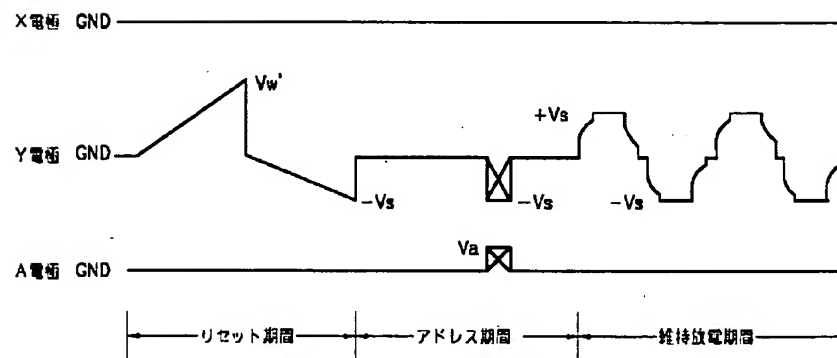 X電極 GND
Vw'
+Vs
Y電極 GND
-Vs
-Vs
-Vs
Va
A電極 GND
リセット期間
アドレス期間
維持放電期間